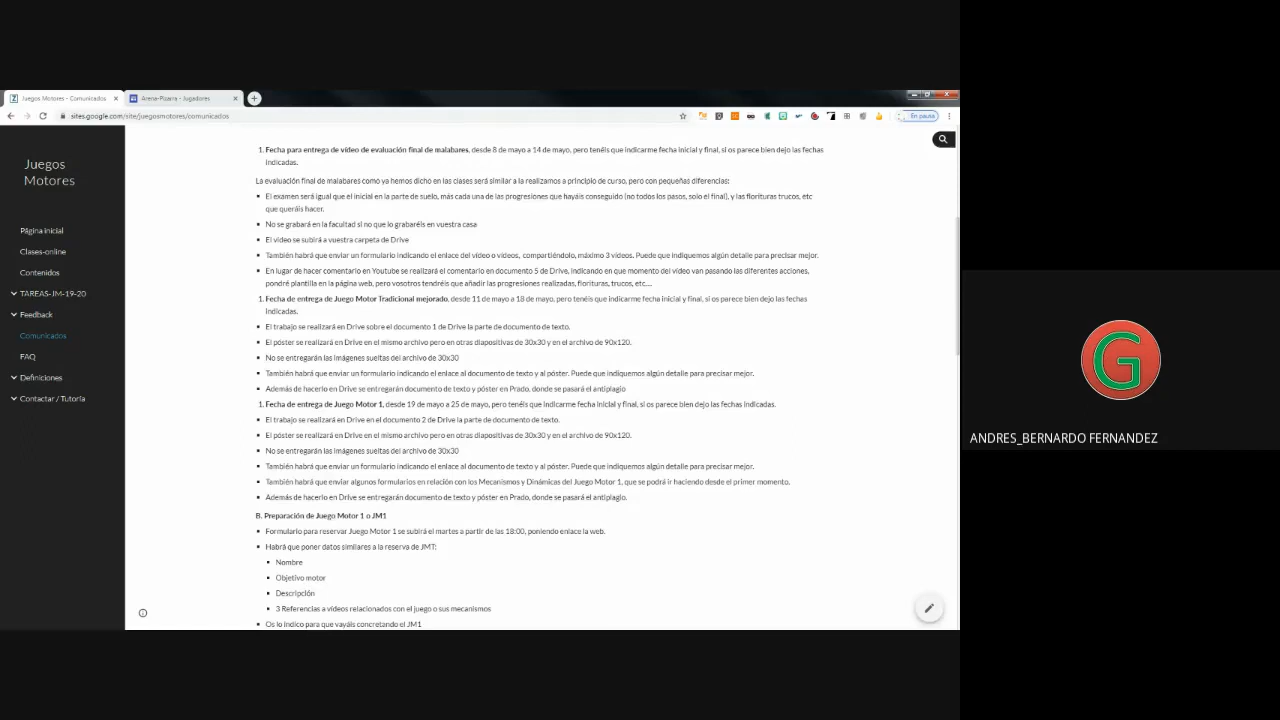 Juegos Motores - Comunicados
Arena-Pizarra - Jugadores
sites.google.com/site/juegosmotores/comunicados
En pausa
Juegos
Motores
Página inicial
Clases-online
Contenidos
TAREAS-JM-19-20
Feedback
Comunicados
FAQ
Definiciones
Contactar / Tutoría
1. Fecha para entrega de vídeo de evaluación final de malabares, desde 8 de mayo a 14 de mayo, pero tenéis que indicarme fecha inicial y final, si os parece bien dejo las fechas
indicadas.
La evaluación final de malabares como ya hemos dicho en las clases será similar a la realizamos a principio de curso, pero con pequeñas diferencias:
El examen será igual que el inicial en la parte de suelo, más cada una de las progresiones que hayáis conseguido (no todos los pasos, solo el final), y las florituras trucos, etc
que queráis hacer.
No se grabará en la facultad si no que lo grabaréis en vuestra casa
El vídeo se subirá a vuestra carpeta de Drive
También habrá que enviar un formulario indicando el enlace del vídeo o vídeos, compartiéndolo, máximo 3 vídeos. Puede que indiquemos algún detalle para precisar mejor.
En lugar de hacer comentario en Youtube se realizará el comentario en documento 5 de Drive, indicando en que momento del vídeo van pasando las diferentes acciones,
pondré plantilla en la página web, pero vosotros tendréis que añadir las progresiones realizadas, florituras, trucos, etc....
1. Fecha de entrega de Juego Motor Tradicional mejorado, desde 11 de mayo a 18 de mayo, pero tenéis que indicarme fecha inicial y final, si os parece bien dejo las fechas
indicadas.
El trabajo se realizará en Drive sobre el documento 1 de Drive la parte de documento de texto.
El póster se realizará en Drive en el mismo archivo pero en otras diapositivas de 30x30 y en el archivo de 90x120.
No se entregarán las imágenes sueltas del archivo de 30x30
También habrá que enviar un formulario indicando el enlace al documento de texto y al póster. Puede que indiquemos algún detalle para precisar mejor.
Además de hacerlo en Drive se entregarán documento de texto y póster en Prado, donde se pasará el antiplagio
1. Fecha de entrega de Juego Motor 1, desde 19 de mayo a 25 de mayo, pero tenéis que indicarme fecha inicial y final, si os parece bien dejo las fechas indicadas.
El trabajo se realizará en Drive en el documento 2 de Drive la parte de documento de texto.
El póster se realizará en Drive en el mismo archivo pero en otras diapositivas de 30x30 y en el archivo de 90x120.
No se entregarán las imágenes sueltas del archivo de 30x30
También habrá que enviar un formulario indicando el enlace al documento de texto y al póster. Puede que indiquemos algún detalle para precisar mejor.
También habrá que enviar algunos formularios en relación con los Mecanismos y Dinámicas del Juego Motor 1, que se podrá ir haciendo desde el primer momento.
Además de hacerlo en Drive se entregarán documento de texto y póster en Prado, donde se pasará el antiplagio.
B. Preparación de Juego Motor 1 o JM1
Formulario para reservar Juego Motor 1 se subirá el martes a partir de las 18:00, poniendo enlace la web.
Habrá que poner datos similares a la reserva de JMT:
Nombre
Objetivo motor
Descripción
3 Referencias a vídeos relacionados con el juego o sus mecanismos
Os lo indico para que vayáis concretando el JM1
G
ANDRES_BERNARDO FERNANDEZ